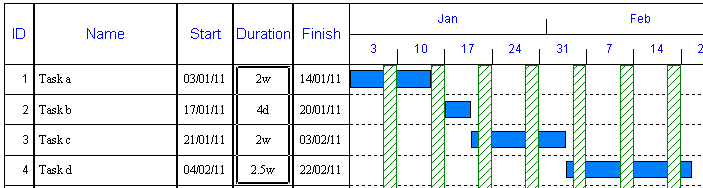 ID Name Start Duration Finish Jan Feb
3 10 17 24 31 7 14 2
1 Task a 03/01/11 2w 14/01/11
2 Task b 17/01/11 4d 20/01/11
3 Task c 21/01/11 2w 03/02/11
4 Task d 04/02/11 2.5w 22/02/11